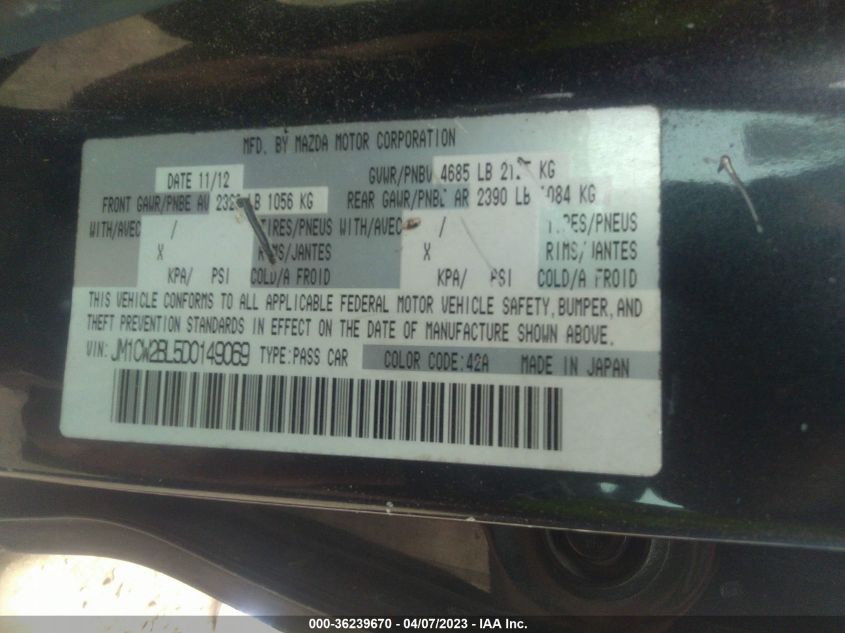 MFD. BY MAZDA MOTOR CORPORATION
DATE 11/12 GVWR/PNBV 4685 LB KG
FRONT GAWR/PNBE AV LB 1056 KG REAR GAWR/PNBE AR 2390 LB 1084 KG
WITH/AVEC / TIRES/PNEUS WITH/AVEC / TIRES/PNEUS
X RIMS/JANTES X RIMS/JANTES
KPA/ PSI COLD/A FROID KPA/ PSI COLD/A FROID
THIS VEHICLE CONFORMS TO ALL APPLICABLE FEDERAL MOTOR VEHICLE SAFETY, BUMPER, AND
THEFT PREVENTION STANDARDS IN EFFECT ON THE DATE OF MANUFACTURE SHOWN ABOVE.
VIN: JM1CW2BL5D0149069 TYPE: PASS CAR COLOR CODE: 42A MADE IN JAPAN
000-36239670 - 04/07/2023 - IAA Inc.